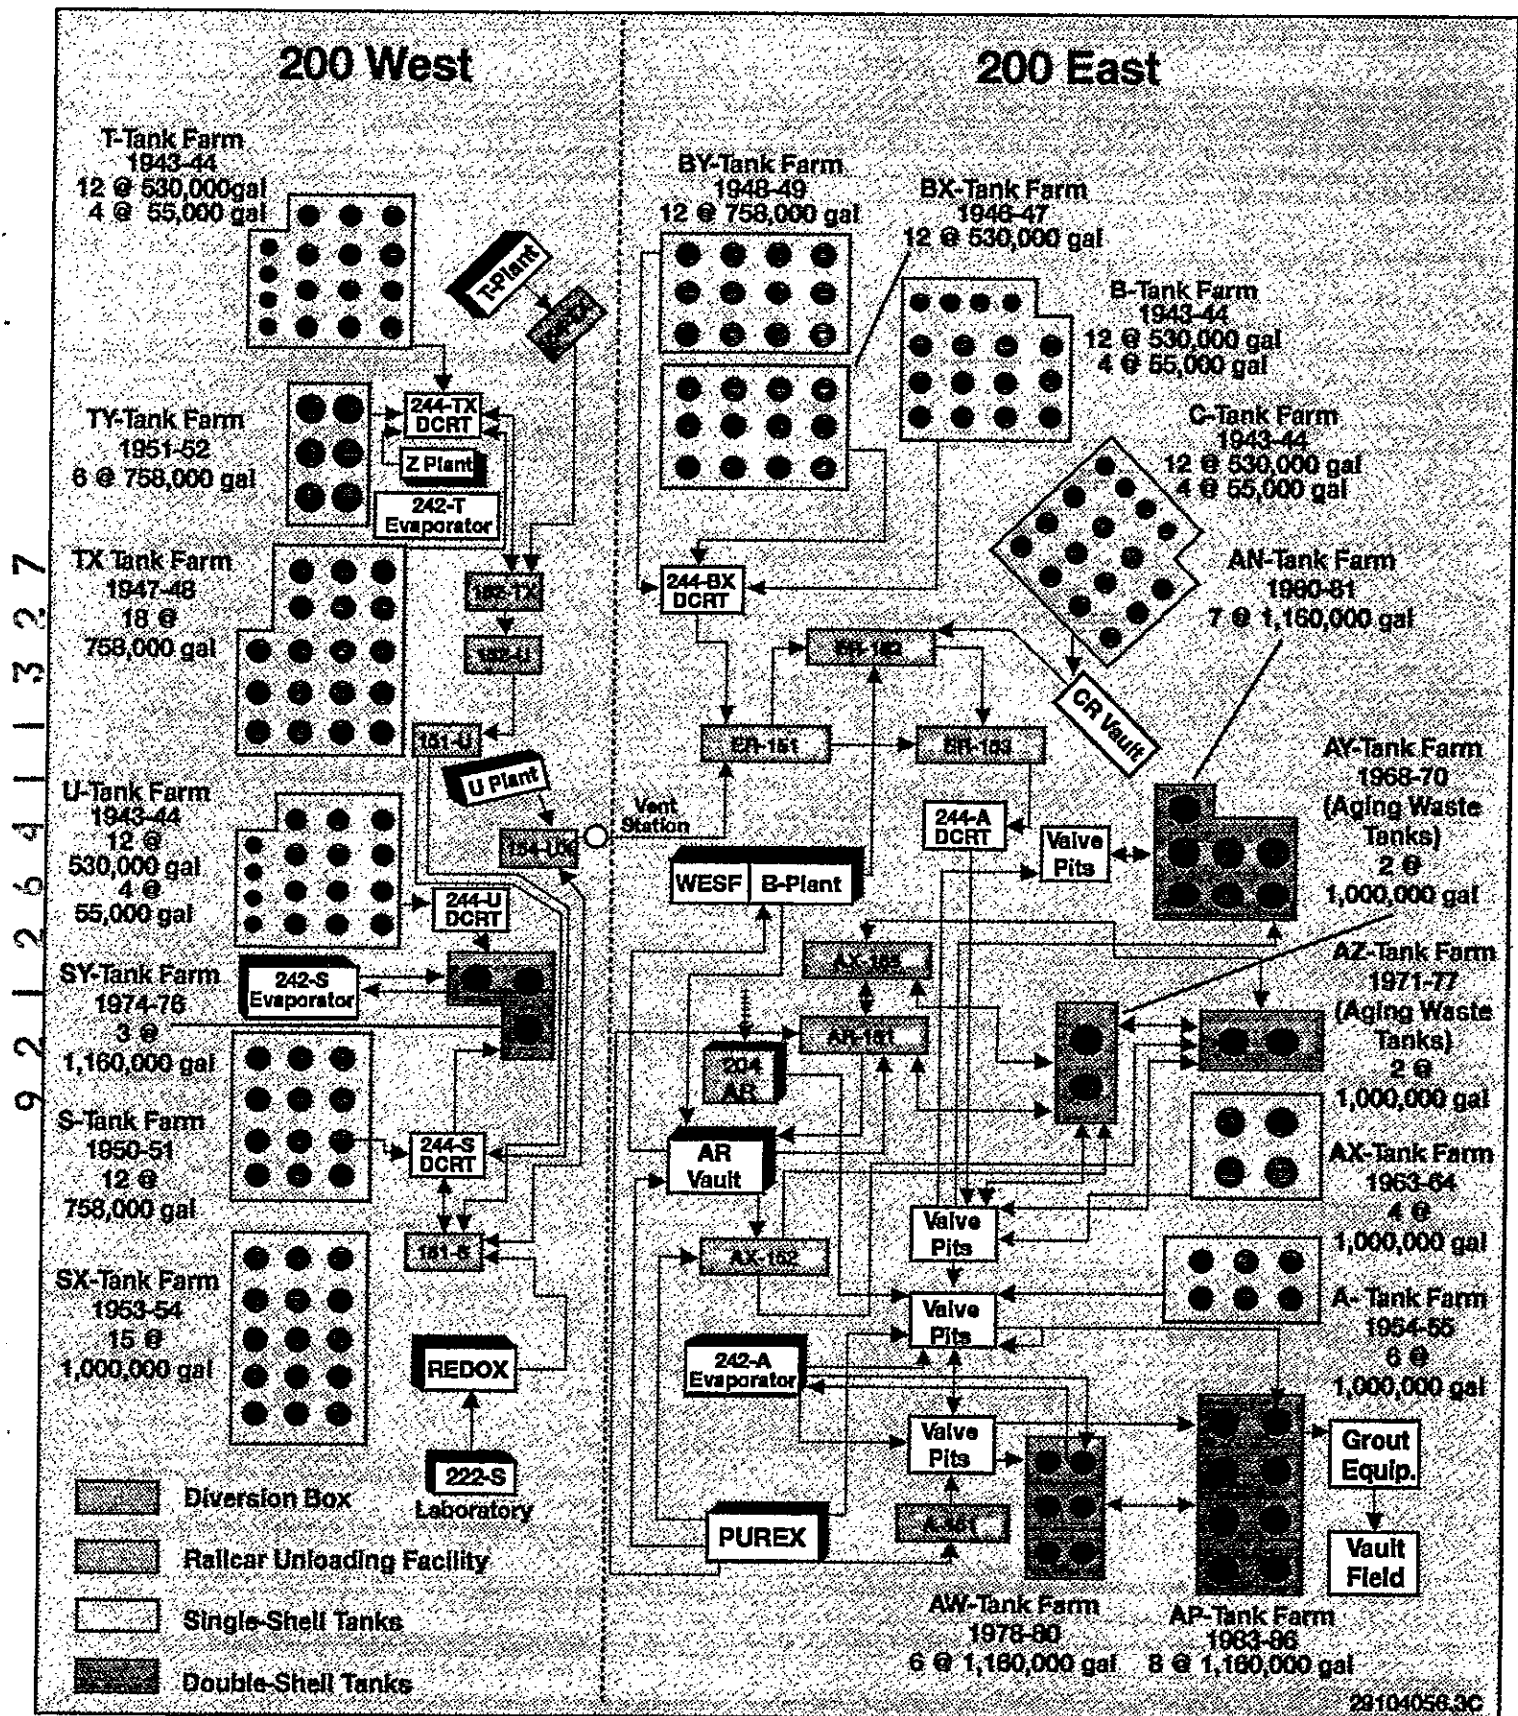 200 West
T-Tank Farm
1943-44
12 @ 530,000gal
4 @ 55,000 gal
T-Plant
TY-Tank Farm
1951-52
6 @ 758,000 gal
244-TX
DCRT
Z Plant
242-T
Evaporator
TX Tank Farm
1947-48
18 @
758,000 gal
152-TX
152-U
151-U
U Plant
U-Tank Farm
1943-44
12 @
530,000 gal
4 @
55,000 gal
244-U
DCRT
SY-Tank Farm
1974-76
3 @
1,160,000 gal
242-S
Evaporator
S-Tank Farm
1950-51
12 @
758,000 gal
244-S
DCRT
151-S
SX-Tank Farm
1953-54
15 @
1,000,000 gal
REDOX
222-S
Laboratory
Diversion Box
Railcar Unloading Facility
Single-Shell Tanks
Double-Shell Tanks
200 East
BY-Tank Farm
1948-49
12 @ 758,000 gal
BX-Tank Farm
1946-47
12 @ 530,000 gal
B-Tank Farm
1943-44
12 @ 530,000 gal
4 @ 55,000 gal
C-Tank Farm
1943-44
12 @ 530,000 gal
4 @ 55,000 gal
AN-Tank Farm
1980-81
7 @ 1,160,000 gal
244-BX
DCRT
CR Vault
ER-151
ER-153
Vent
Station
244-A
DCRT
Valve
Pits
WESF
B-Plant
AY-Tank Farm
1968-70
(Aging Waste
Tanks)
2 @
1,000,000 gal
AX-155
AR-151
204
AR
AZ-Tank Farm
1971-77
(Aging Waste
Tanks)
2 @
1,000,000 gal
AR
Vault
AX-Tank Farm
1963-64
4 @
1,000,000 gal
Valve
Pits
AX-152
Valve
Pits
A- Tank Farm
1954-55
6 @
1,000,000 gal
242-A
Evaporator
Valve
Pits
Grout
Equip.
PUREX
A-151
Vault
Field
AW-Tank Farm
1978-80
6 @ 1,160,000 gal
AP-Tank Farm
1983-86
8 @ 1,160,000 gal
29104056.3C